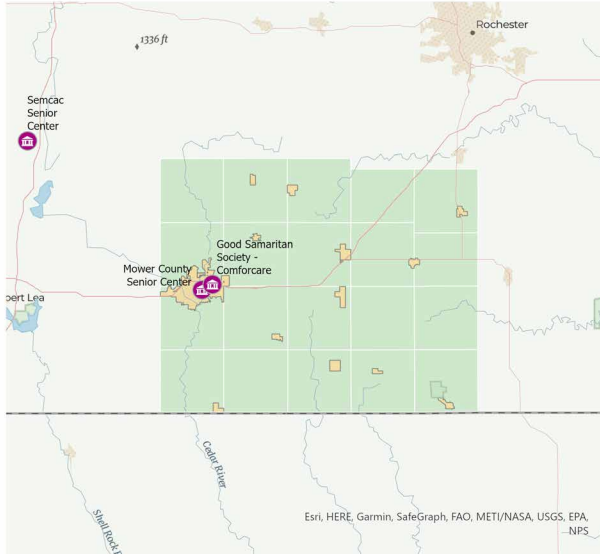 Rochester
1336 ft
Semcac
Senior
Center
Good Samaritan
Society -
Comforcare
Mower County
Senior Center
bert Lea
Cedar River
Shell Rock R
Esri, HERE, Garmin, SafeGraph, FAO, METI/NASA, USGS, EPA,
NPS